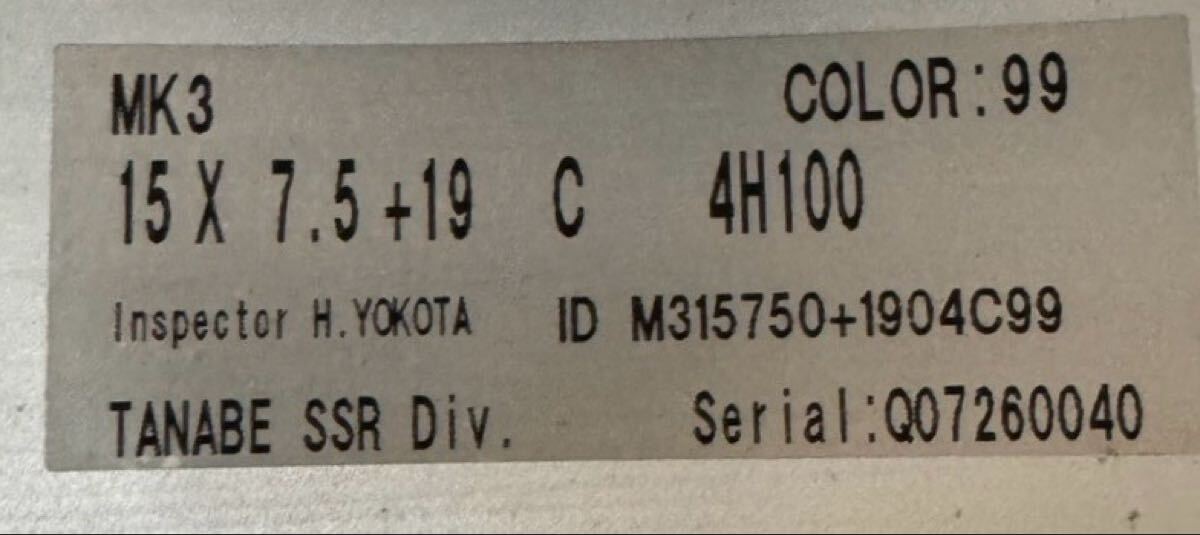 MK3 COLOR:99
15 X 7.5 +19 C 4H100
Inspector H.YOKOTA ID M315750+1904C99
TANABE SSR Div. Serial:Q07260040